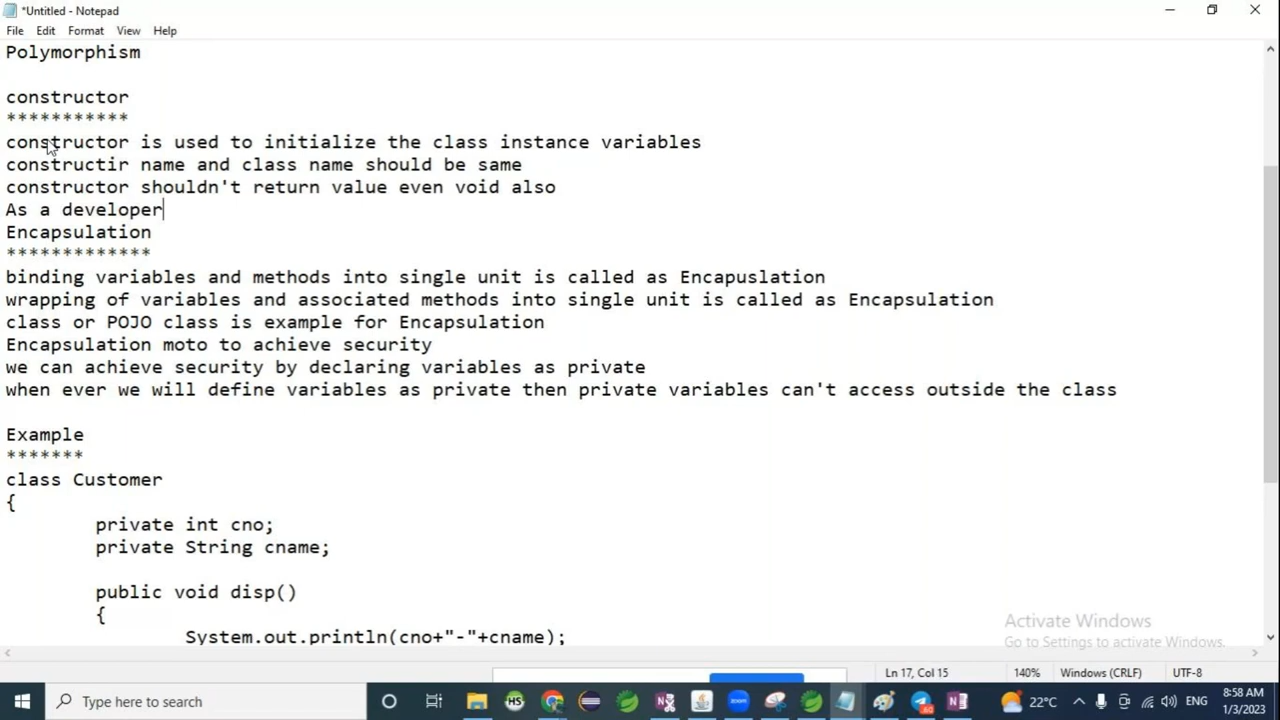 *Untitled - Notepad
File Edit Format View Help
Polymorphism
constructor
***********
constructor is used to initialize the class instance variables
constructir name and class name should be same
constructor shouldn't return value even void also
As a developer
Encapsulation
*************
binding variables and methods into single unit is called as Encapuslation
wrapping of variables and associated methods into single unit is called as Encapsulation
class or POJO class is example for Encapsulation
Encapsulation moto to achieve security
we can achieve security by declaring variables as private
when ever we will define variables as private then private variables can't access outside the class
Example
*******
class Customer
{
private int cno;
private String cname;
public void disp()
{
System.out.println(cno+"-"+cname);
Activate Windows
Go to Settings to activate Windows.
Ln 17, Col 15 140% Windows (CRLF) UTF-8
Type here to search
22°C ENG
8:58 AM
1/3/2023